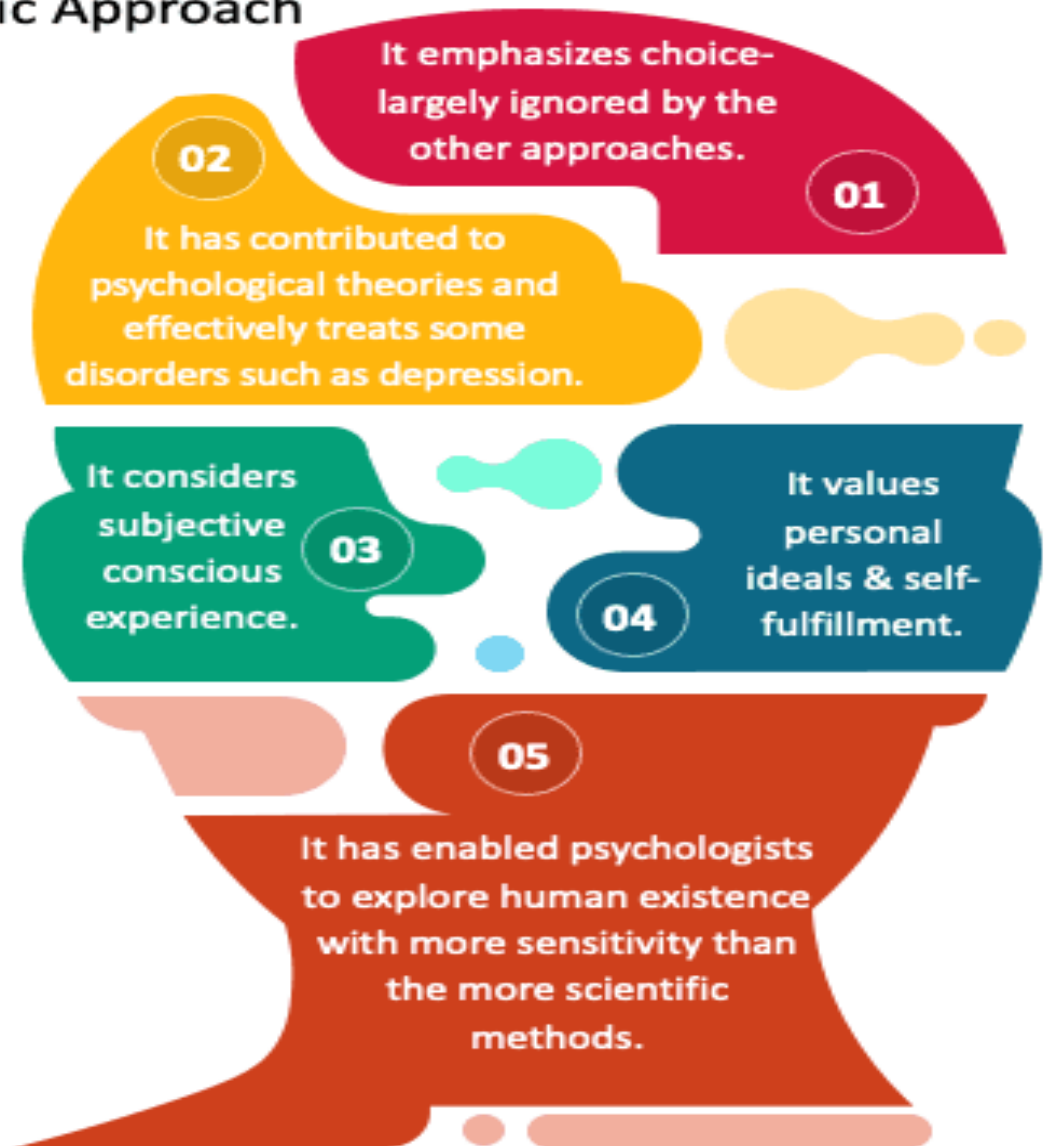 ic Approach
It emphasizes choice-
largely ignored by the
other approaches.
01
02
It has contributed to
psychological theories and
effectively treats some
disorders such as depression.
It considers
subjective
conscious
experience.
03
It values
personal
ideals & self-
fulfillment.
04
05
It has enabled psychologists
to explore human existence
with more sensitivity than
the more scientific
methods.